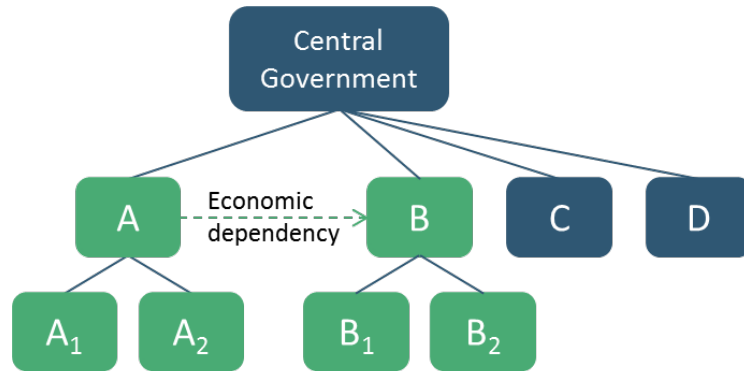 Central
Government
A
Economic
dependency
B
C
D
A₁
A₂
B₁
B₂